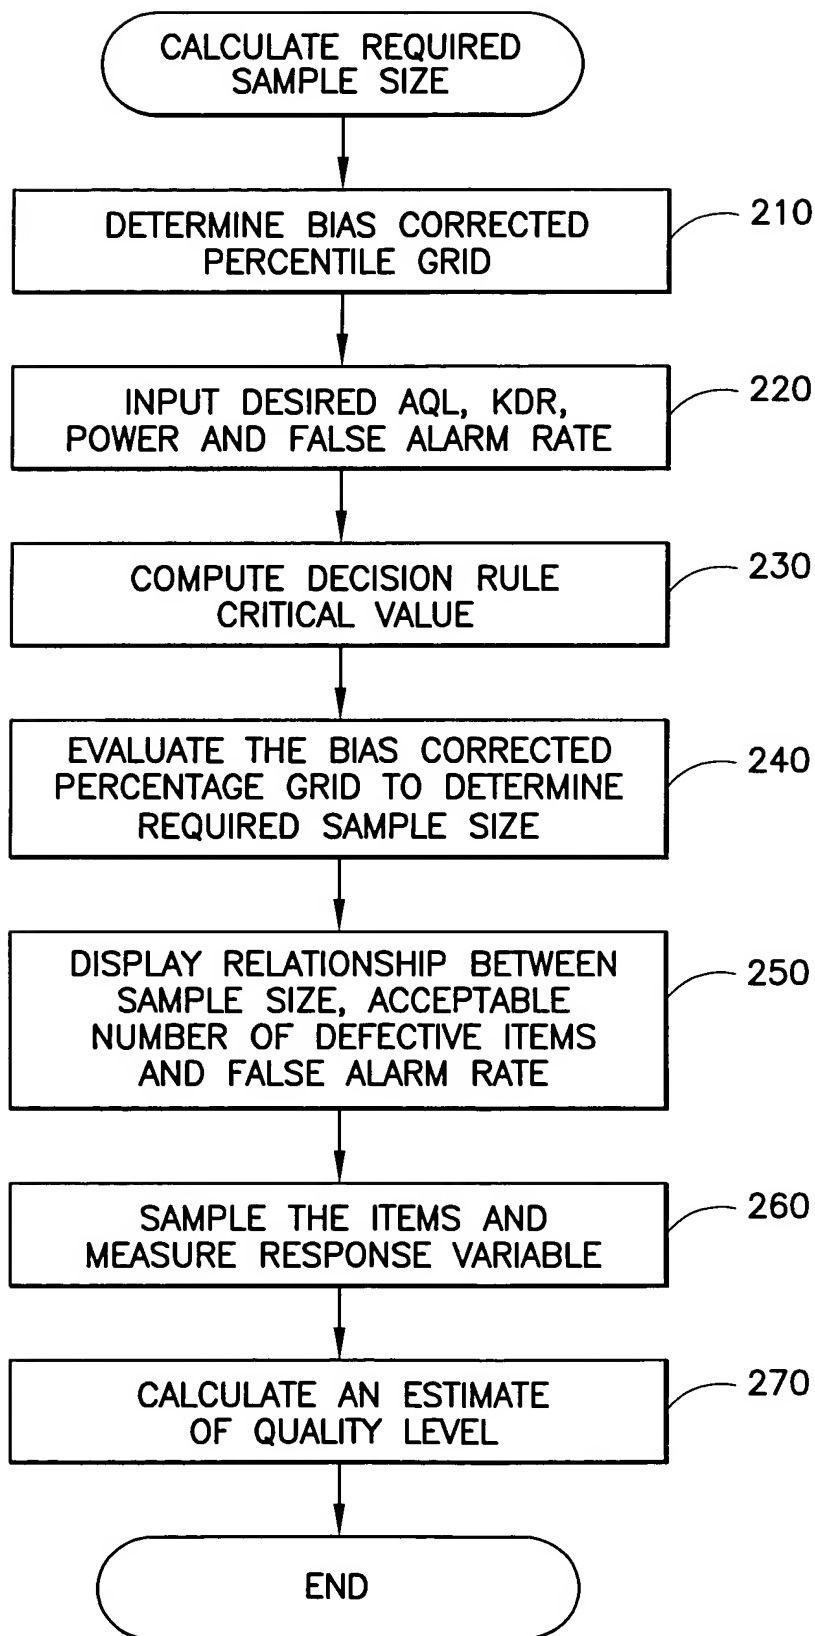 CALCULATE REQUIRED
SAMPLE SIZE
DETERMINE BIAS CORRECTED
PERCENTILE GRID
210
INPUT DESIRED AQL, KDR,
POWER AND FALSE ALARM RATE
220
COMPUTE DECISION RULE
CRITICAL VALUE
230
EVALUATE THE BIAS CORRECTED
PERCENTAGE GRID TO DETERMINE
REQUIRED SAMPLE SIZE
240
DISPLAY RELATIONSHIP BETWEEN
SAMPLE SIZE, ACCEPTABLE
NUMBER OF DEFECTIVE ITEMS
AND FALSE ALARM RATE
250
SAMPLE THE ITEMS AND
MEASURE RESPONSE VARIABLE
260
CALCULATE AN ESTIMATE
OF QUALITY LEVEL
270
END